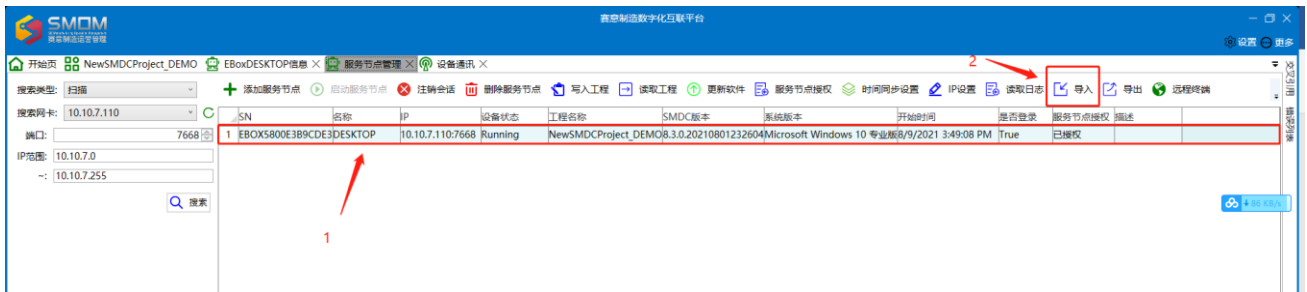 SMOM
赛意制造运营管理
赛意制造数字化互联平台
设置 更多
开始页 NewSMDCProject_DEMO EBoxDESKTOP信息 服务节点管理 设备通讯
2
搜索类型: 扫描
添加服务节点 启动服务节点 注销会话 删除服务节点 写入工程 读取工程 更新软件 服务节点授权 时间同步设置 IP设置 读取日志 导入 导出 远程终端
交叉引用
错误列表
搜索网卡: 10.10.7.110
SN 名称 IP 设备状态 工程名称 SMDC版本 系统版本 开始时间 是否登录 服务节点授权 描述
端口: 7668
1 EBOX5800E3B9CDE3 DESKTOP 10.10.7.110:7668 Running NewSMDCProject_DEMO 8.3.0.20210801232604 Microsoft Windows 10 专业版 8/9/2021 3:49:08 PM True 已授权
IP范围: 10.10.7.0
~: 10.10.7.255
搜索
86 KB/s
1